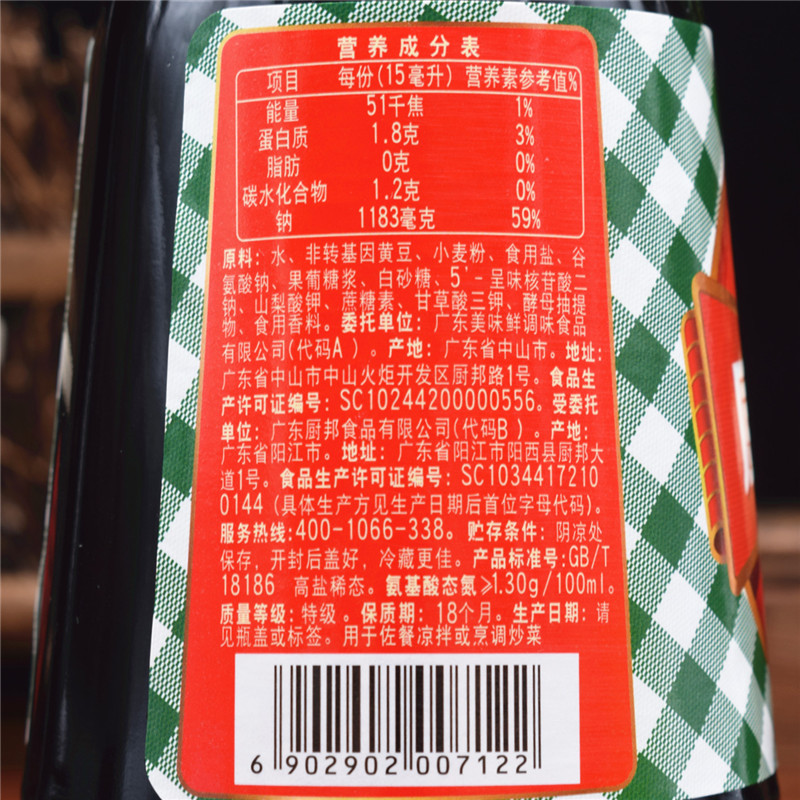 营养成分表
项目 每份(15毫升) 营养素参考值%
能量 51千焦 1%
蛋白质 1.8克 3%
脂肪 0克 0%
碳水化合物 1.2克 0%
钠 1183毫克 59%
原料：水、非转基因黄豆、小麦粉、食用盐、谷
氨酸钠、果葡糖浆、白砂糖、5'-呈味核苷酸二
钠、山梨酸钾、蔗糖素、甘草酸三钾、酵母抽提
物、食用香料。委托单位：广东美味鲜调味食品
有限公司(代码A)。产地：广东省中山市。地址：
广东省中山市中山火炬开发区厨邦路1号。食品生
产许可证编号：SC10244200000556。受委托
单位：广东厨邦食品有限公司(代码B)。产地：
广东省阳江市。地址：广东省阳江市阳西县厨邦大
道1号。食品生产许可证编号：SC1034417210
0144 (具体生产方见生产日期后首位字母代码)。
服务热线:400-1066-338。贮存条件：阴凉处
保存，开封后盖好，冷藏更佳。产品标准号:GB/T
18186 高盐稀态。氨基酸态氮≥1.30g/100ml。
质量等级：特级。保质期：18个月。生产日期：请
见瓶盖或标签。用于佐餐凉拌或烹调炒菜
6 902902 007122